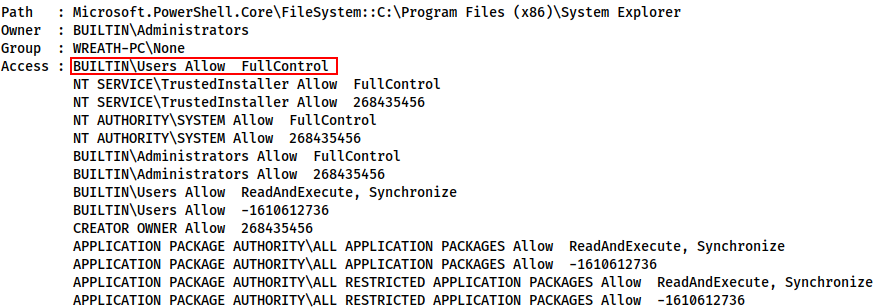 Path   : Microsoft.PowerShell.Core\FileSystem::C:\Program Files (x86)\System Explorer
Owner  : BUILTIN\Administrators
Group  : WREATH-PC\None
Access : BUILTIN\Users Allow  FullControl
         NT SERVICE\TrustedInstaller Allow  FullControl
         NT SERVICE\TrustedInstaller Allow  268435456
         NT AUTHORITY\SYSTEM Allow  FullControl
         NT AUTHORITY\SYSTEM Allow  268435456
         BUILTIN\Administrators Allow  FullControl
         BUILTIN\Administrators Allow  268435456
         BUILTIN\Users Allow  ReadAndExecute, Synchronize
         BUILTIN\Users Allow  -1610612736
         CREATOR OWNER Allow  268435456
         APPLICATION PACKAGE AUTHORITY\ALL APPLICATION PACKAGES Allow  ReadAndExecute, Synchronize
         APPLICATION PACKAGE AUTHORITY\ALL APPLICATION PACKAGES Allow  -1610612736
         APPLICATION PACKAGE AUTHORITY\ALL RESTRICTED APPLICATION PACKAGES Allow  ReadAndExecute, Synchronize
         APPLICATION PACKAGE AUTHORITY\ALL RESTRICTED APPLICATION PACKAGES Allow  -1610612736